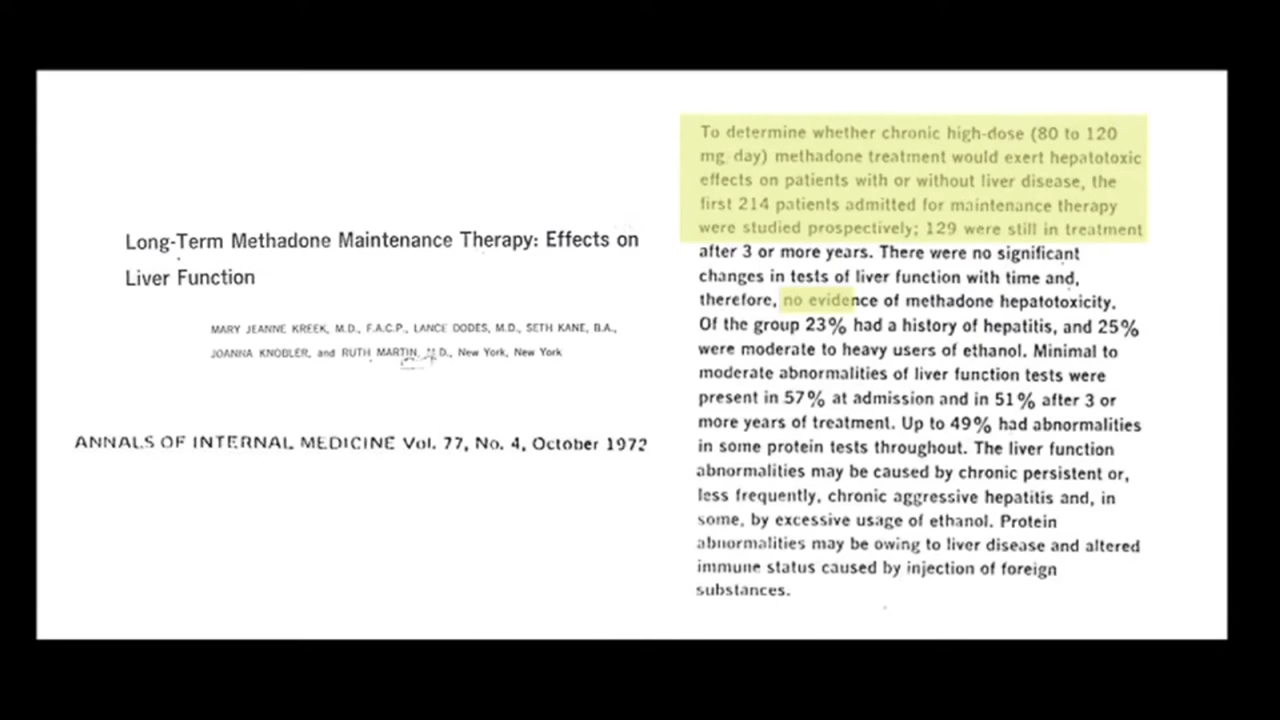 Long-Term Methadone Maintenance Therapy: Effects on
Liver Function
MARY JEANNE KREEK, M.D., F.A.C.P., LANCE DODES, M.D., SETH KANE, B.A.,
JOANNA KNOBLER, and RUTH MARTIN, M.D., New York, New York
ANNALS OF INTERNAL MEDICINE Vol. 77, No. 4, October 1972
To determine whether chronic high-dose (80 to 120
mg day) methadone treatment would exert hepatotoxic
effects on patients with or without liver disease, the
first 214 patients admitted for maintenance therapy
were studied prospectively; 129 were still in treatment
after 3 or more years. There were no significant
changes in tests of liver function with time and,
therefore, no evidence of methadone hepatotoxicity.
Of the group 23% had a history of hepatitis, and 25%
were moderate to heavy users of ethanol. Minimal to
moderate abnormalities of liver function tests were
present in 57% at admission and in 51% after 3 or
more years of treatment. Up to 49% had abnormalities
in some protein tests throughout. The liver function
abnormalities may be caused by chronic persistent or,
less frequently, chronic aggressive hepatitis and, in
some, by excessive usage of ethanol. Protein
abnormalities may be owing to liver disease and altered
immune status caused by injection of foreign
substances.